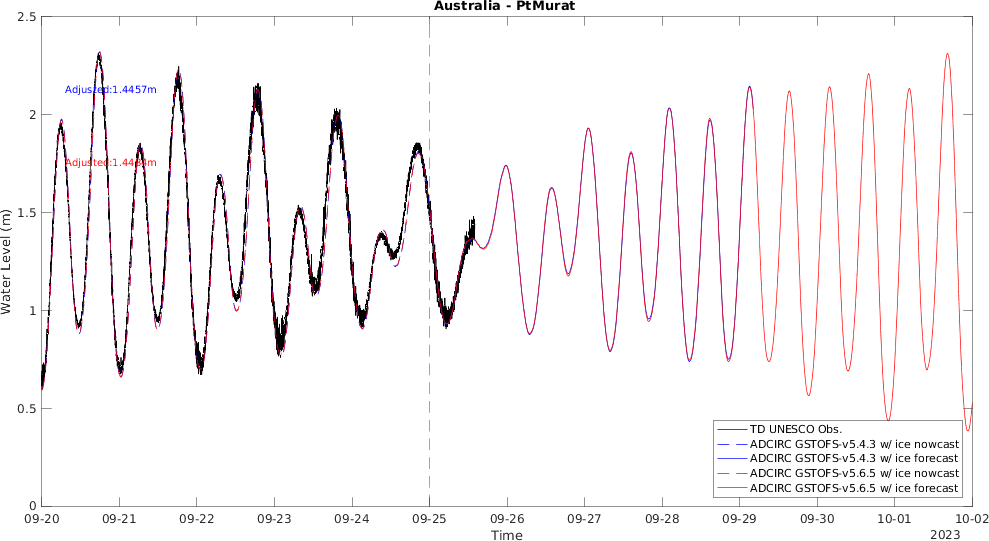 Australia - PtMurat
2.5
2
1.5
1
0.5
0
Water Level (m)
Adjusted:1.4457m
TD UNESCO Obs.
ADCIRC GSTOFS-v5.4.3 w/ ice nowcast
ADCIRC GSTOFS-v5.4.3 w/ ice forecast
ADCIRC GSTOFS-v5.6.5 w/ ice nowcast
ADCIRC GSTOFS-v5.6.5 w/ ice forecast
09-20 09-21 09-22 09-23 09-24 09-25 09-26 09-27 09-28 09-29 09-30 10-01 10-02
Time
2023